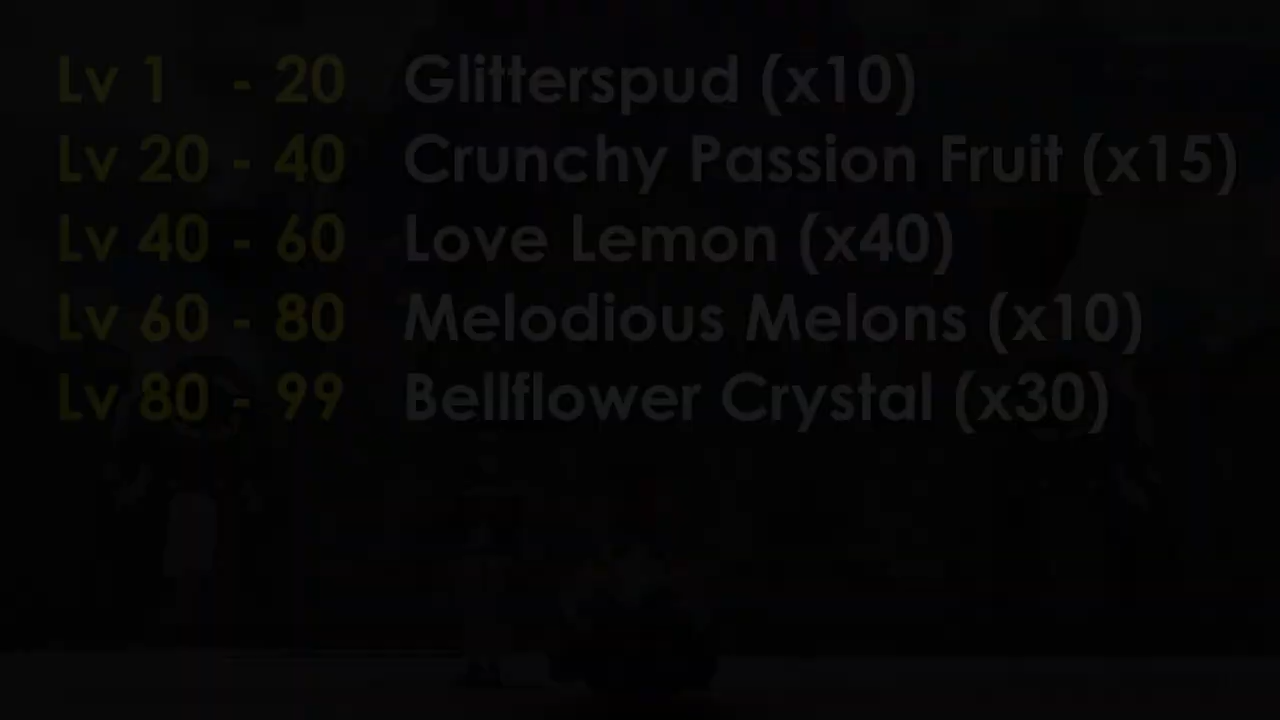 Lv 1 - 20 Glitterspud (x10)
Lv 20 - 40 Crunchy Passion Fruit (x15)
Lv 40 - 60 Love Lemon (x40)
Lv 60 - 80 Melodious Melons (x10)
Lv 80 - 99 Bellflower Crystal (x30)